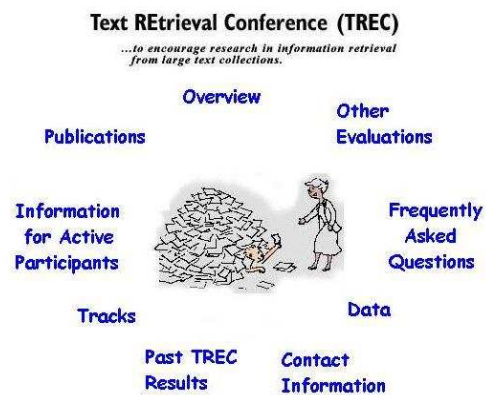 Text REtrieval Conference (TREC)
...to encourage research in information retrieval
from large text collections.
Overview
Other
Evaluations
Publications
Information
for Active
Participants
Frequently
Asked
Questions
Tracks
Data
Past TREC
Results
Contact
Information